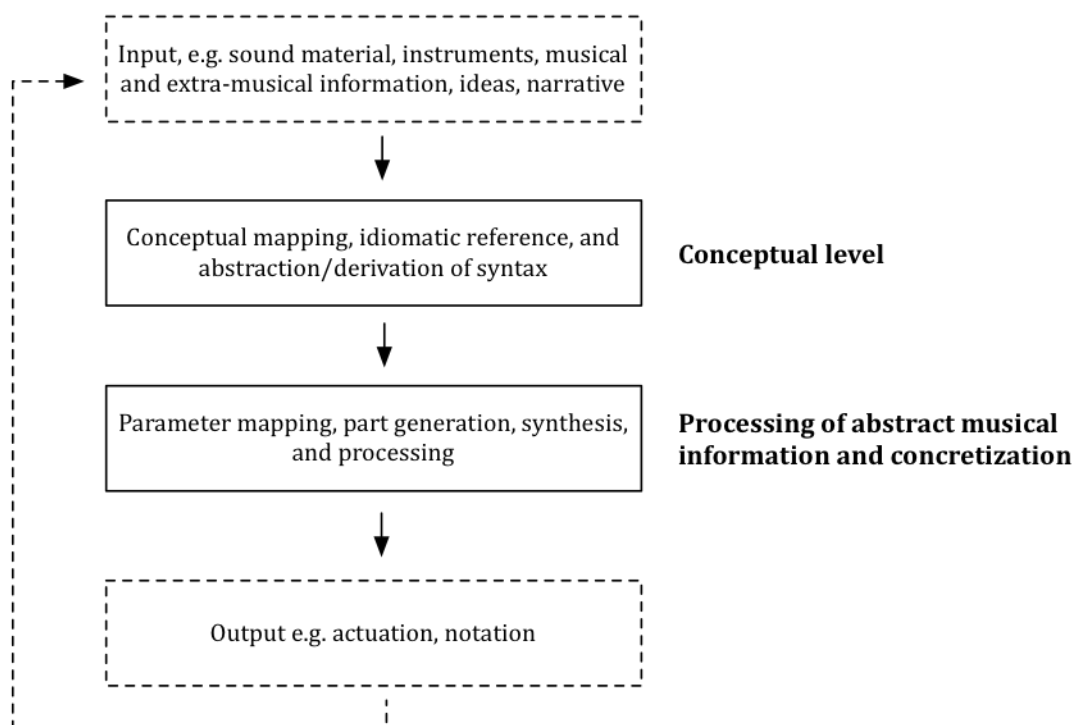 Input, e.g. sound material, instruments, musical
and extra-musical information, ideas, narrative
Conceptual mapping, idiomatic reference, and
abstraction/derivation of syntax
Conceptual level
Parameter mapping, part generation, synthesis,
and processing
Processing of abstract musical
information and concretization
Output e.g. actuation, notation